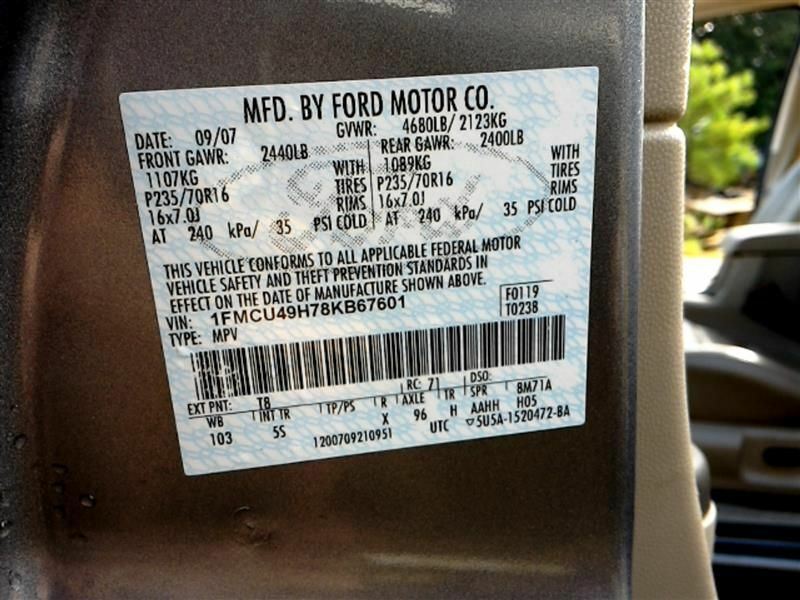 MFD. BY FORD MOTOR CO.
DATE: 09/07 GVWR: 4680LB/ 2123KG
FRONT GAWR: 2440LB REAR GAWR: 2400LB
1107KG WITH 1089KG WITH
P235/70R16 TIRES P235/70R16 TIRES
16x7.0J RIMS 16x7.0J RIMS
AT 240 kPa/ 35 PSI COLD AT 240 kPa/ 35 PSI COLD
THIS VEHICLE CONFORMS TO ALL APPLICABLE FEDERAL MOTOR
VEHICLE SAFETY AND THEFT PREVENTION STANDARDS IN
EFFECT ON THE DATE OF MANUFACTURE SHOWN ABOVE.
VIN: 1FMCU49H78KB67601 F0119
TYPE: MPV T0238
EXT PNT: T8 RC: 71 DSO:
WB INT TR TP/PS R AXLE TR SPR 8M71A
103 5S X 96 H AAHH H05
1200709210951 UTC ▽5U5A-1520472-BA